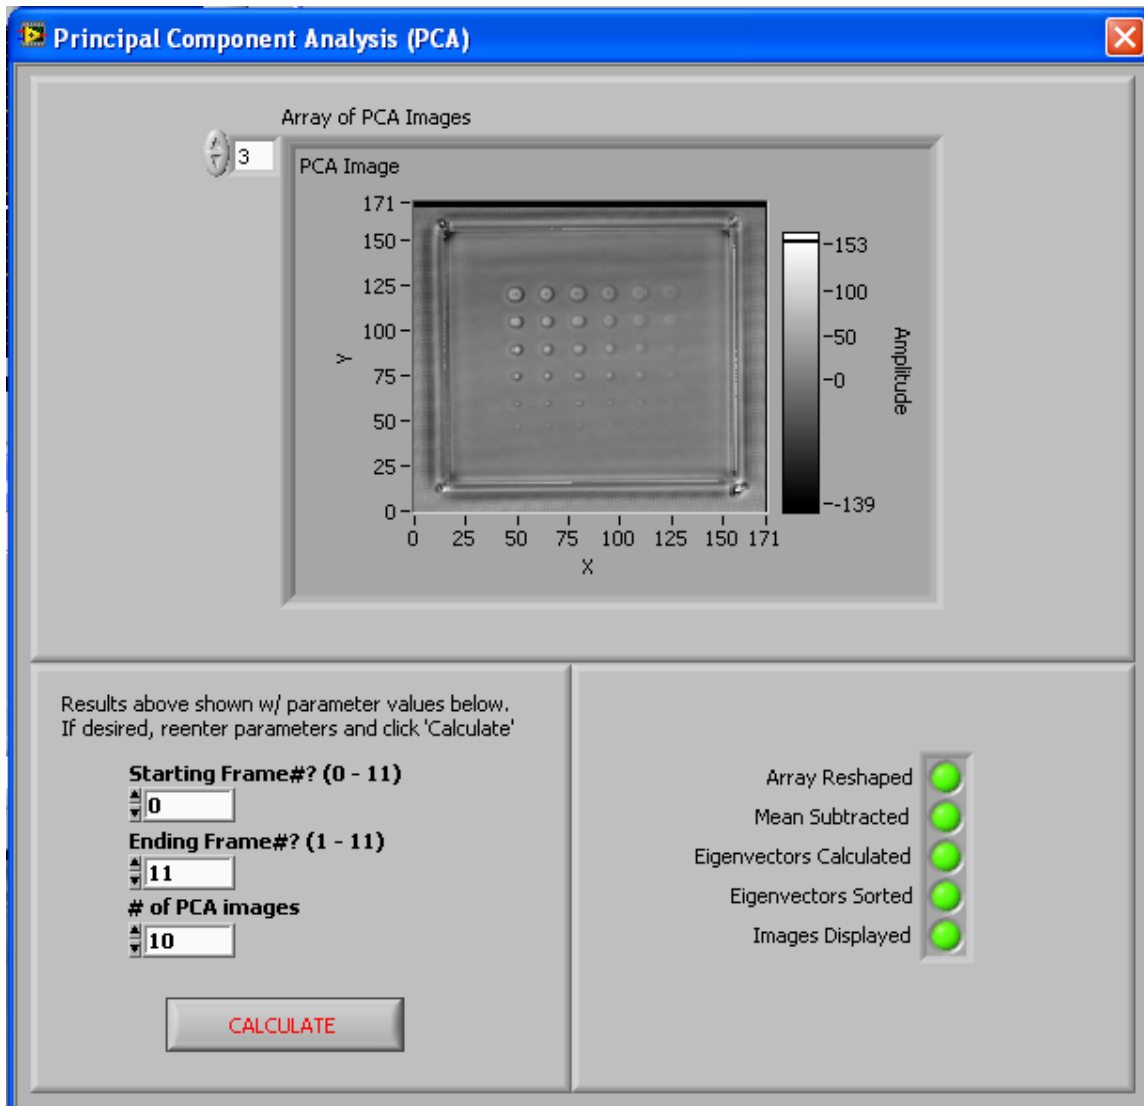 Principal Component Analysis (PCA)
Array of PCA Images
3
PCA Image
171
150
125
100
75
50
25
0
Y
0 25 50 75 100 125 150 171
X
153
100
50
0
-139
Amplitude
Results above shown w/ parameter values below.
If desired, reenter parameters and click 'Calculate'
Starting Frame#? (0 - 11)
0
Ending Frame#? (1 - 11)
11
# of PCA images
10
CALCULATE
Array Reshaped
Mean Subtracted
Eigenvectors Calculated
Eigenvectors Sorted
Images Displayed